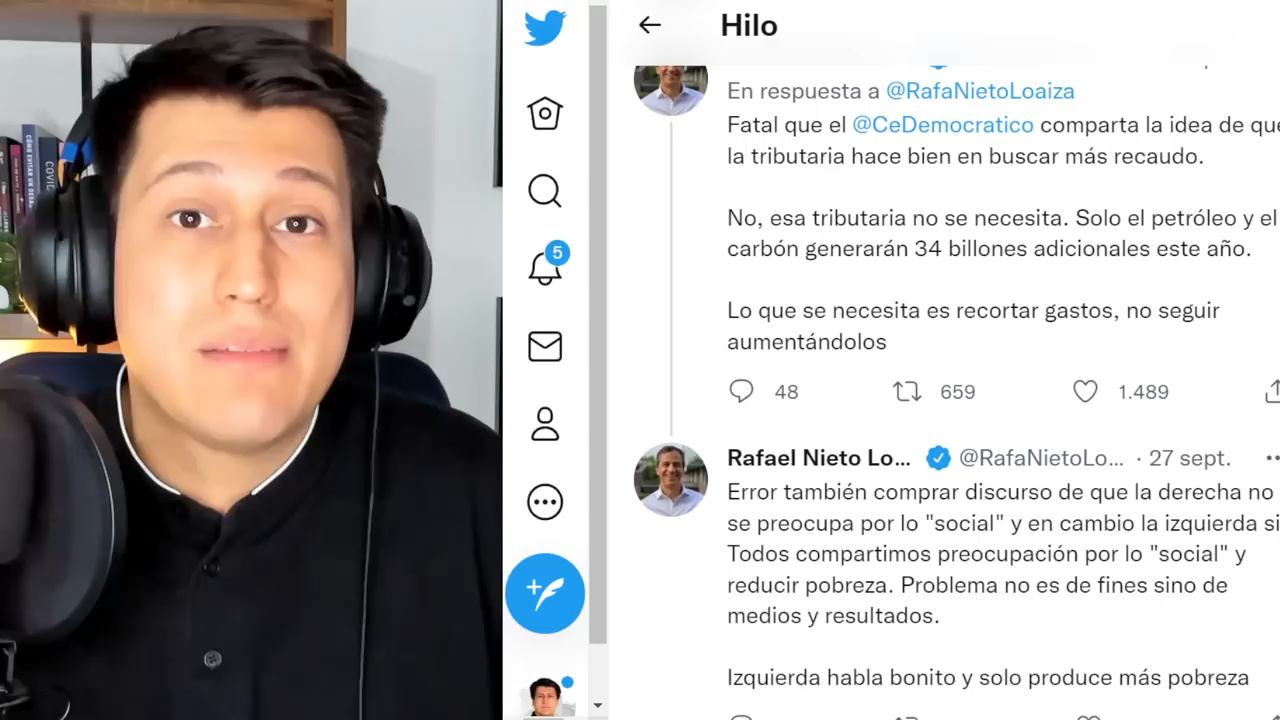 CÓMO EVITAR UN DESA
COVID
Hilo
En respuesta a @RafaNietoLoaiza
Fatal que el @CeDemocratico comparta la idea de que
la tributaria hace bien en buscar más recaudo.
No, esa tributaria no se necesita. Solo el petróleo y el
carbón generarán 34 billones adicionales este año.
Lo que se necesita es recortar gastos, no seguir
aumentándolos
48 659 1.489
5
Rafael Nieto Lo... @RafaNietoLo... · 27 sept.
Error también comprar discurso de que la derecha no
se preocupa por lo "social" y en cambio la izquierda si
Todos compartimos preocupación por lo "social" y
reducir pobreza. Problema no es de fines sino de
medios y resultados.
Izquierda habla bonito y solo produce más pobreza